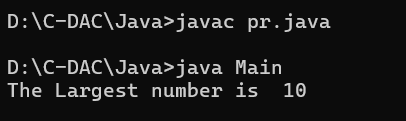 D:\C-DAC\Java>javac pr.java
D:\C-DAC\Java>java Main
The Largest number is  10